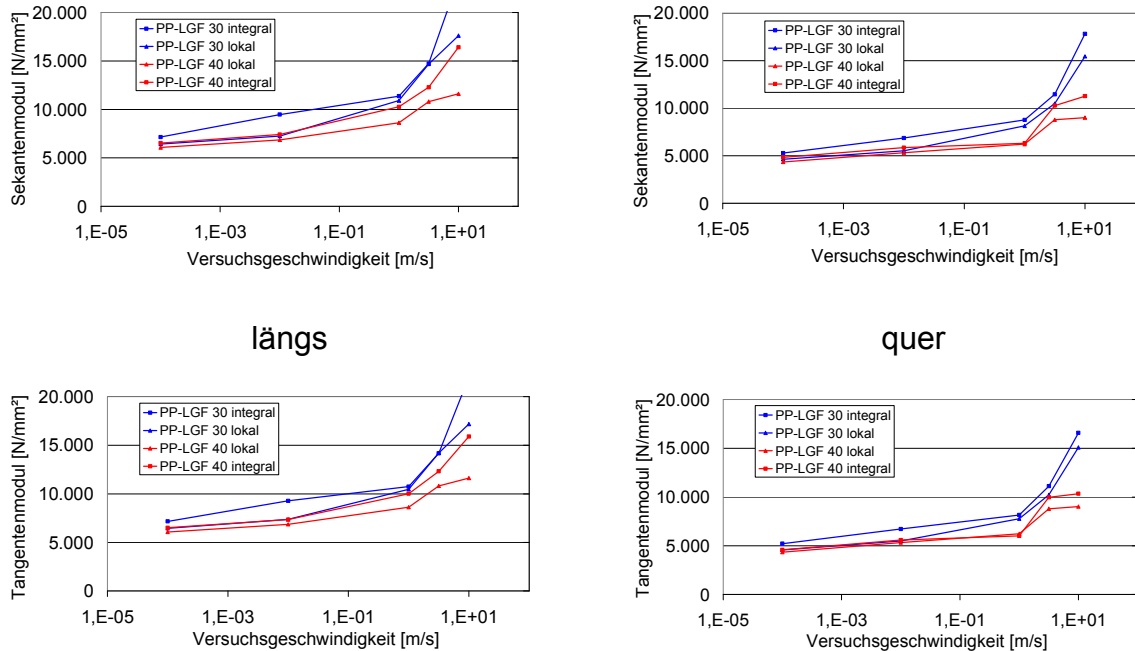 Sekantenmodul [N/mm²]
20.000
15.000
10.000
5.000
0
PP-LGF 30 integral
PP-LGF 30 lokal
PP-LGF 40 lokal
PP-LGF 40 integral
1,E-05 1,E-03 1,E-01 1,E+01
Versuchsgeschwindigkeit [m/s]
Sekantenmodul [N/mm²]
20.000
15.000
10.000
5.000
0
PP-LGF 30 integral
PP-LGF 30 lokal
PP-LGF 40 lokal
PP-LGF 40 integral
1,E-05 1,E-03 1,E-01 1,E+01
Versuchsgeschwindigkeit [m/s]
längs
quer
Tangentenmodul [N/mm²]
20.000
15.000
10.000
5.000
0
PP-LGF 30 integral
PP-LGF 30 lokal
PP-LGF 40 lokal
PP-LGF 40 integral
1,E-05 1,E-03 1,E-01 1,E+01
Versuchsgeschwindigkeit [m/s]
Tangentenmodul [N/mm²]
20.000
15.000
10.000
5.000
0
PP-LGF 30 integral
PP-LGF 30 lokal
PP-LGF 40 lokal
PP-LGF 40 integral
1,E-05 1,E-03 1,E-01 1,E+01
Versuchsgeschwindigkeit [m/s]